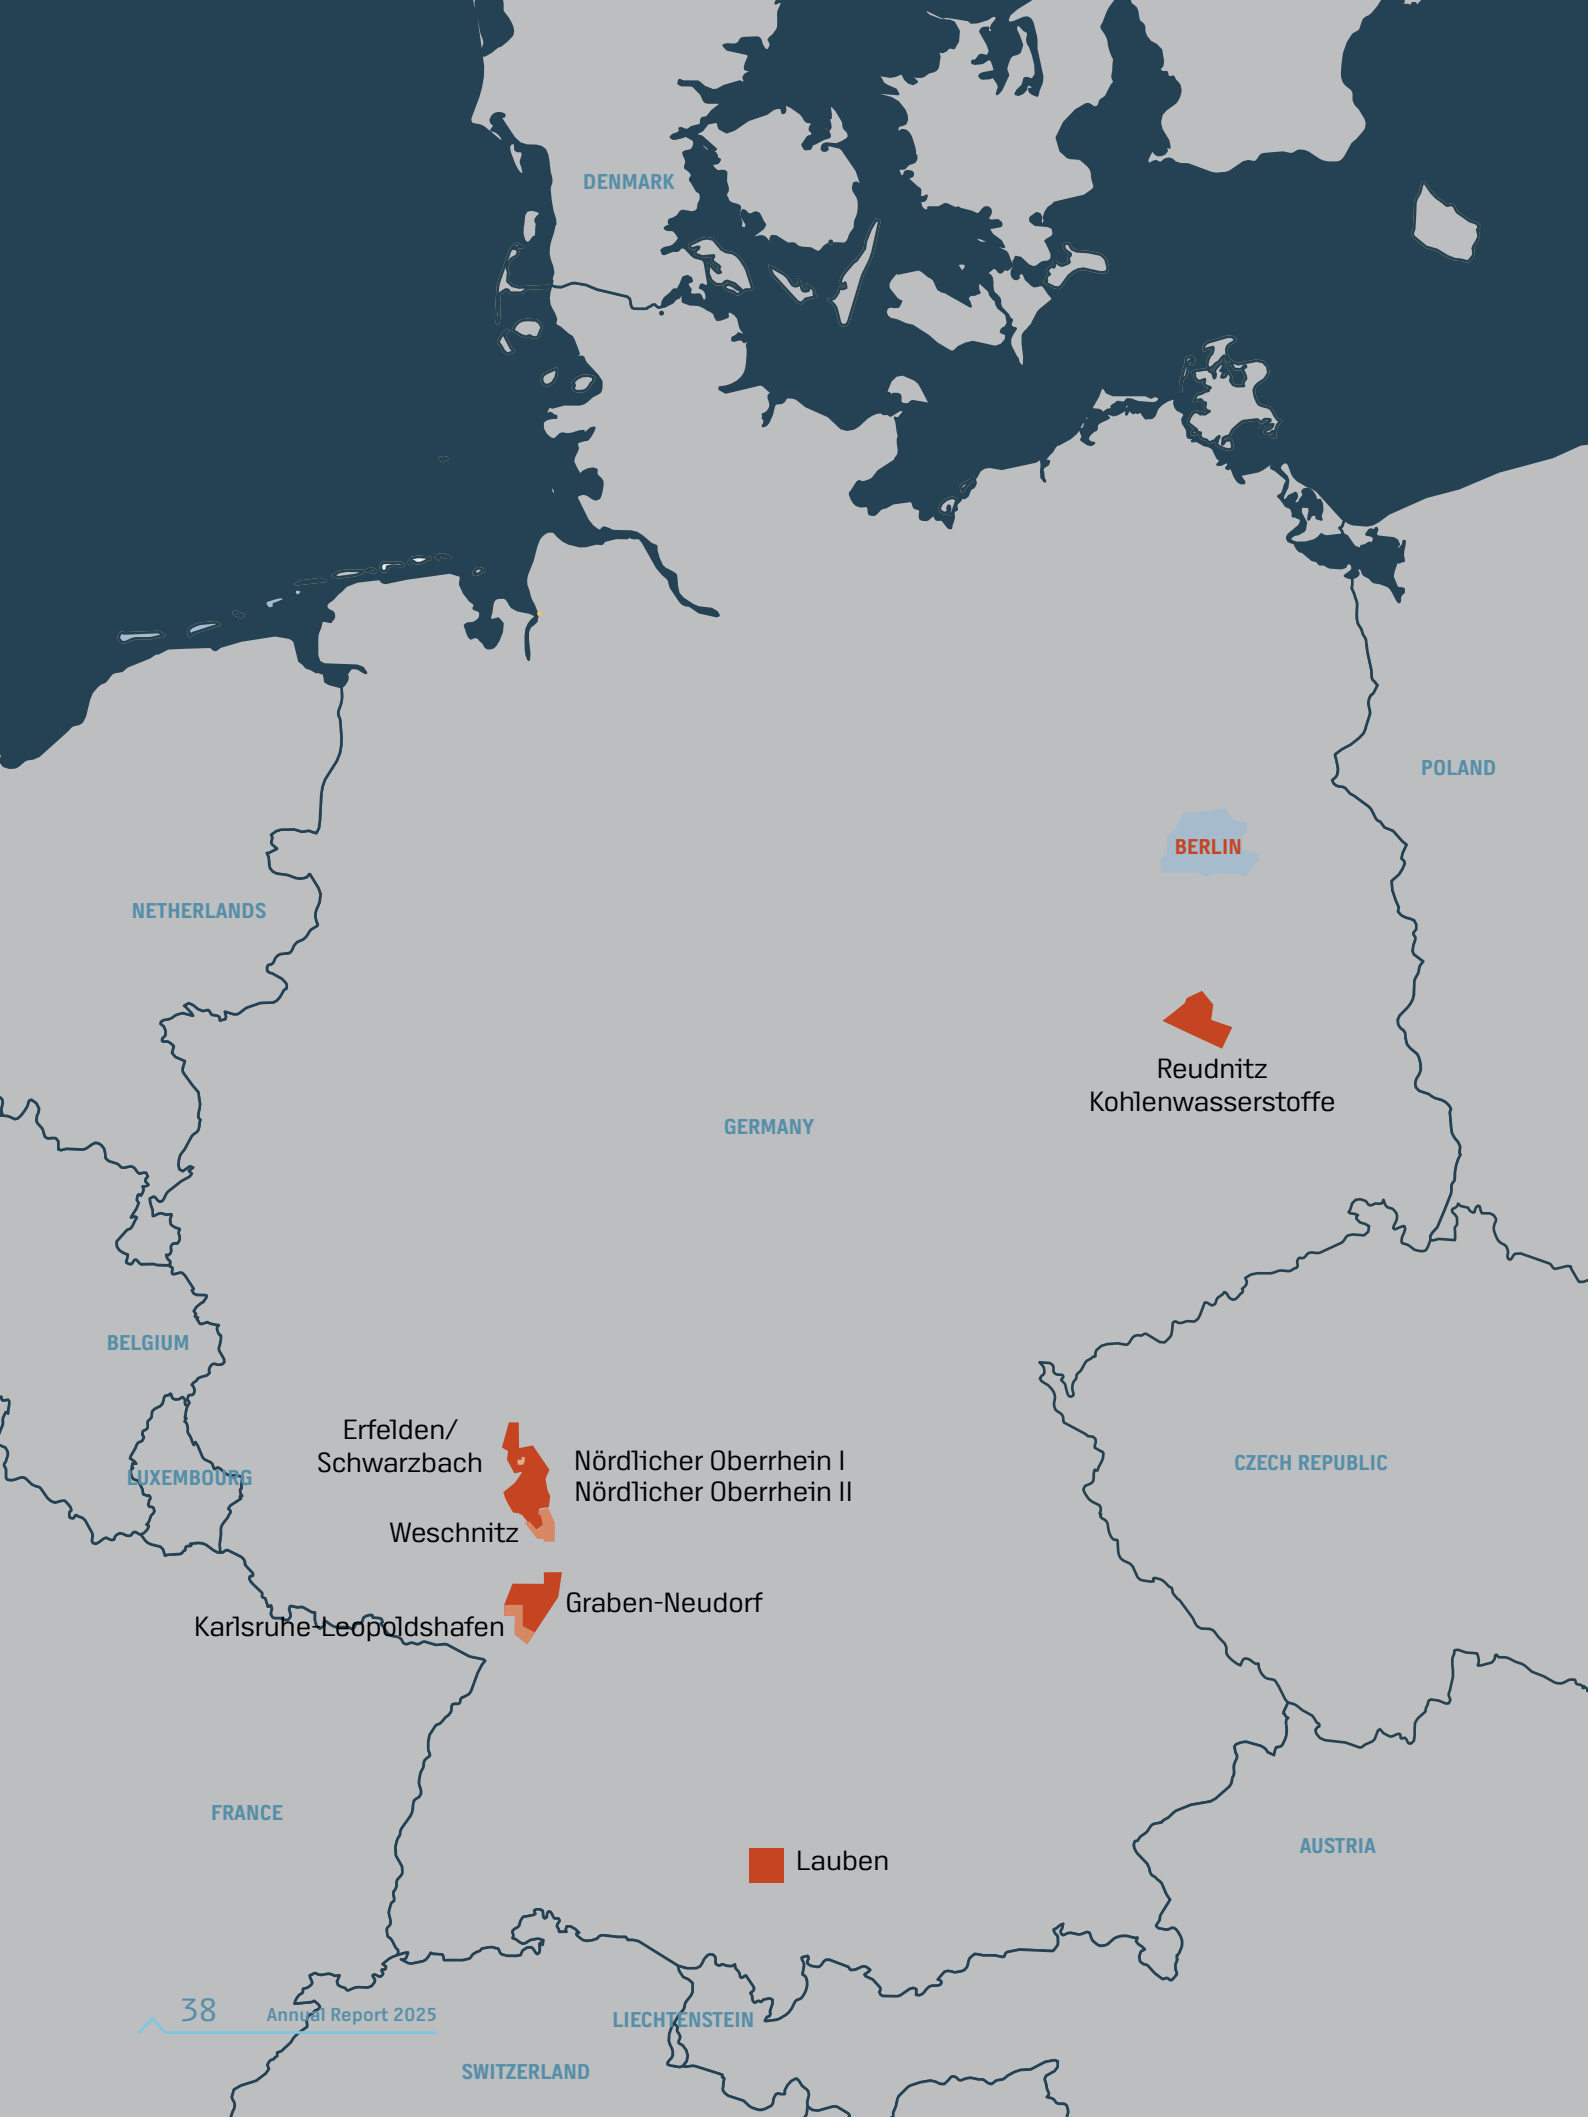 DENMARK
POLAND
BERLIN
NETHERLANDS
Reudnitz
Kohlenwasserstoffe
GERMANY
BELGIUM
Erfelden/
Schwarzbach
Nördlicher Oberrhein I
Nördlicher Oberrhein II
CZECH REPUBLIC
LUXEMBOURG
Weschnitz
Graben-Neudorf
Karlsruhe-Leopoldshafen
FRANCE
AUSTRIA
Lauben
38 Annual Report 2025
LIECHTENSTEIN
SWITZERLAND